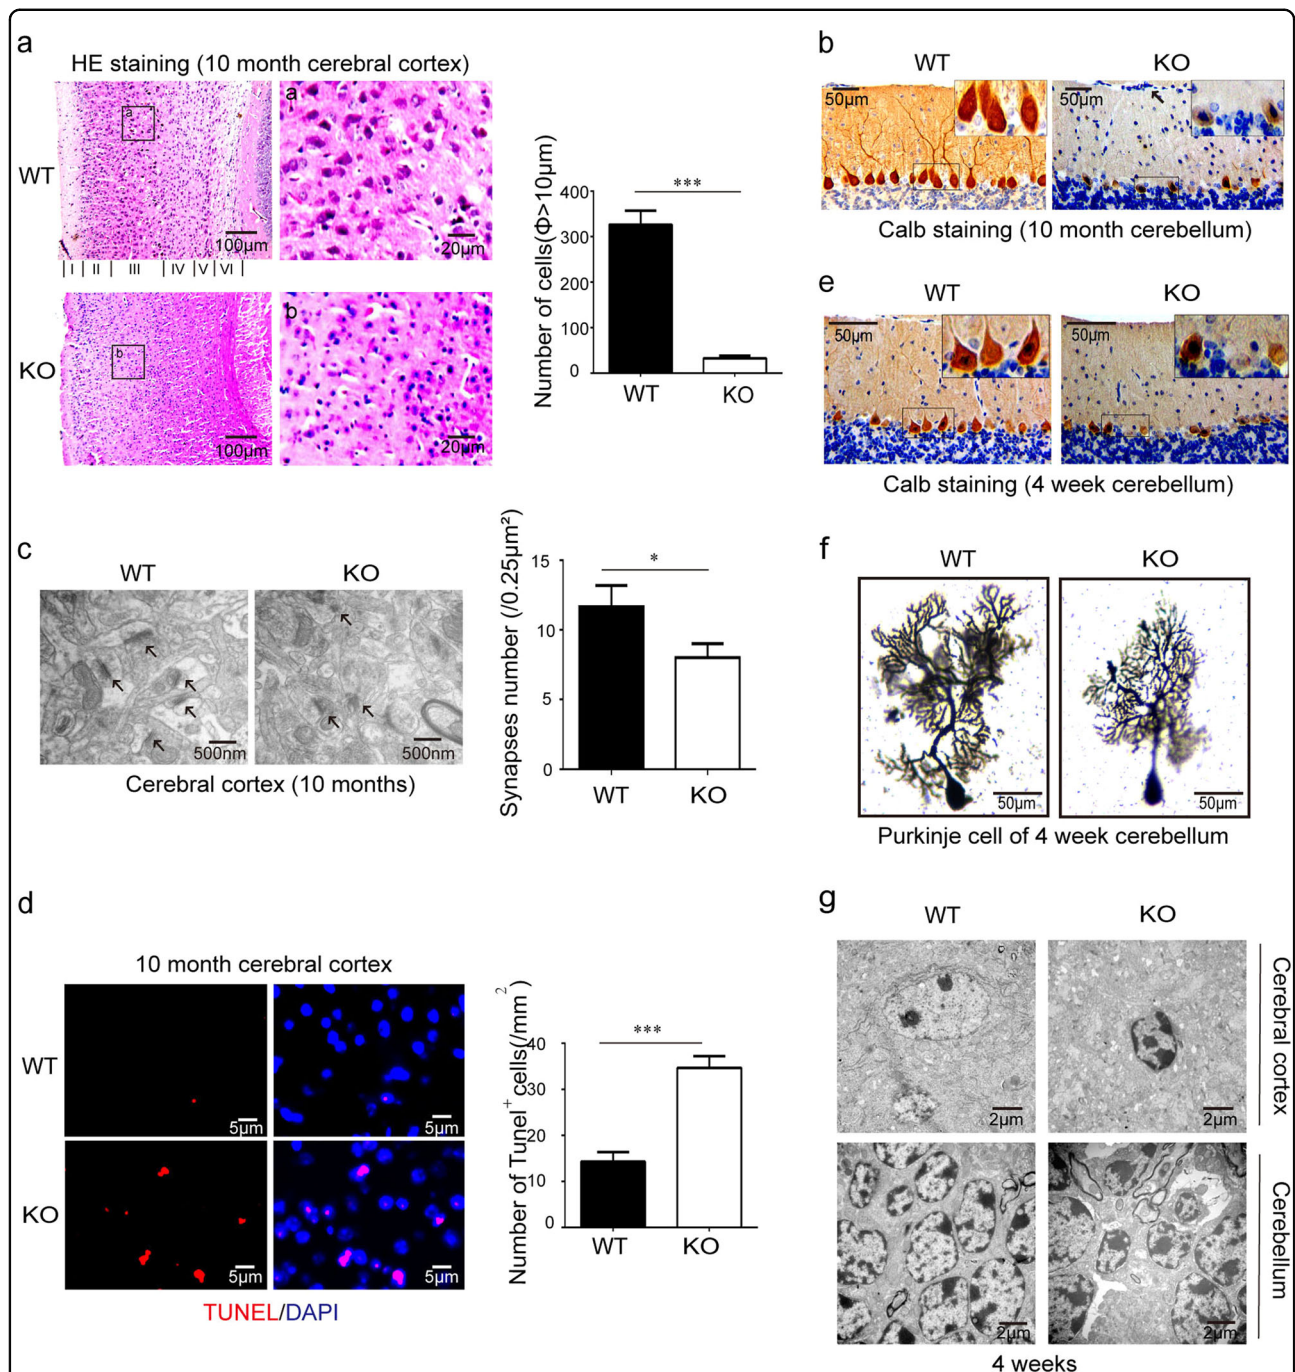 a
HE staining (10 month cerebral cortex)
WT
a
100µm
a
20µm
I II III IV V VI
KO
b
100µm
b
20µm
Number of cells(Φ>10µm)
400
300
200
100
0
***
WT KO
b
WT KO
50µm
50µm
Calb staining (10 month cerebellum)
c
WT KO
500nm
500nm
Cerebral cortex (10 months)
Synapses number (/0.25µm²)
15
10
5
0
*
WT KO
d
10 month cerebral cortex
WT
5µm
5µm
KO
5µm
5µm
TUNEL/DAPI
Number of Tunel⁺ cells(/mm²)
40
30
20
10
0
***
WT KO
e
WT KO
50µm
50µm
Calb staining (4 week cerebellum)
f
WT KO
50µm
50µm
Purkinje cell of 4 week cerebellum
g
WT KO
2µm
2µm
Cerebral cortex
2µm
2µm
Cerebellum
4 weeks